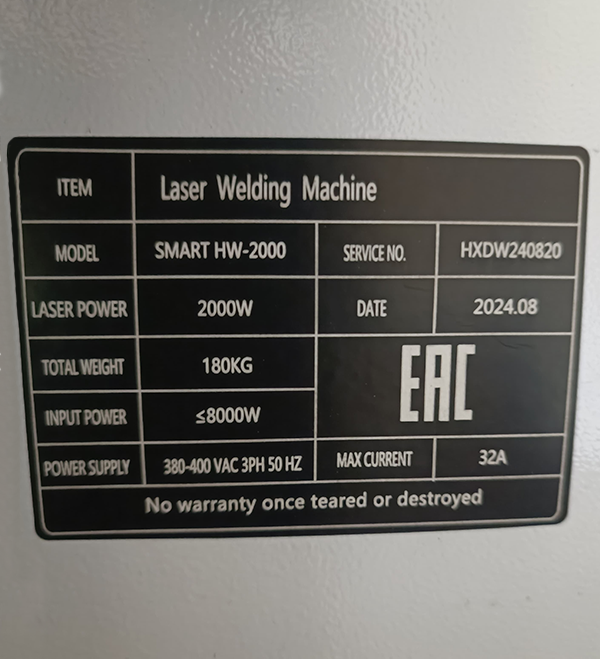 ITEM Laser Welding Machine
MODEL SMART HW-2000 SERVICE NO. HXDW240820
LASER POWER 2000W DATE 2024.08
TOTAL WEIGHT 180KG
EAC
INPUT POWER ≤8000W
POWER SUPPLY 380-400 VAC 3PH 50 HZ MAX CURRENT 32A
No warranty once teared or destroyed